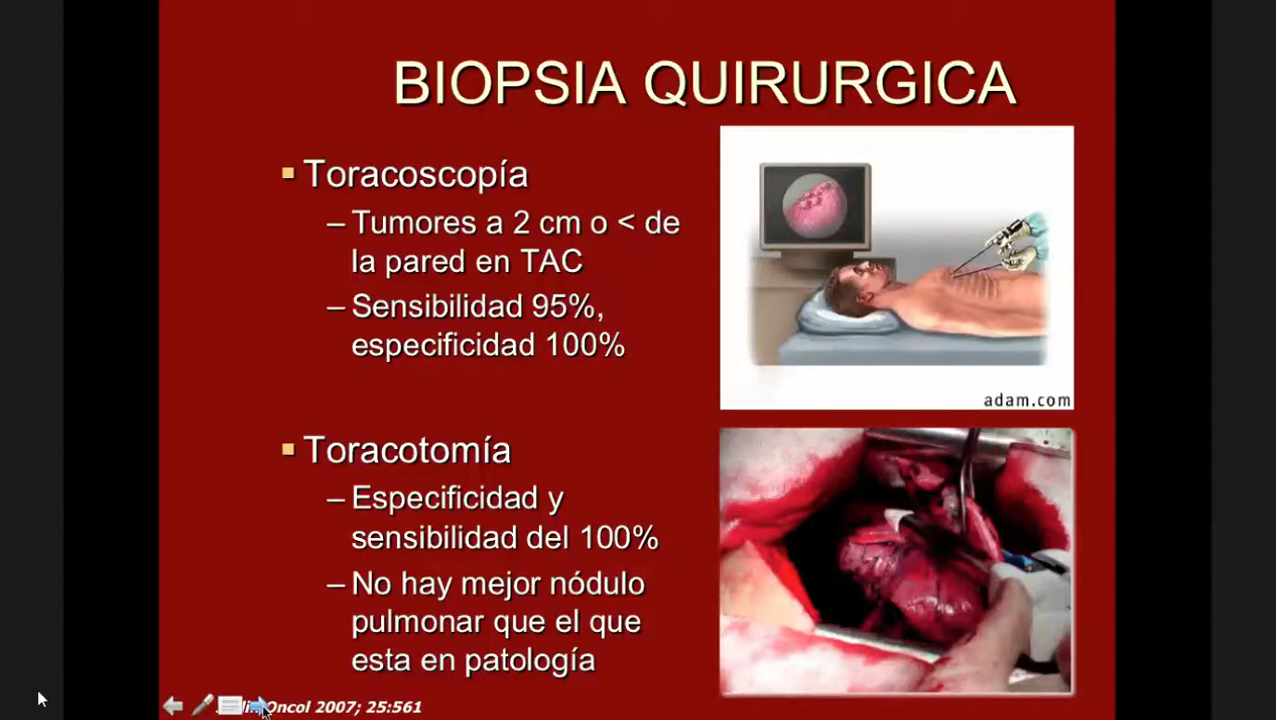 BIOPSIA QUIRURGICA
▪ Toracoscopía
– Tumores a 2 cm o < de
la pared en TAC
– Sensibilidad 95%,
especificidad 100%
adam.com
▪ Toracotomía
– Especificidad y
sensibilidad del 100%
– No hay mejor nódulo
pulmonar que el que
esta en patología
Oncol 2007; 25:561